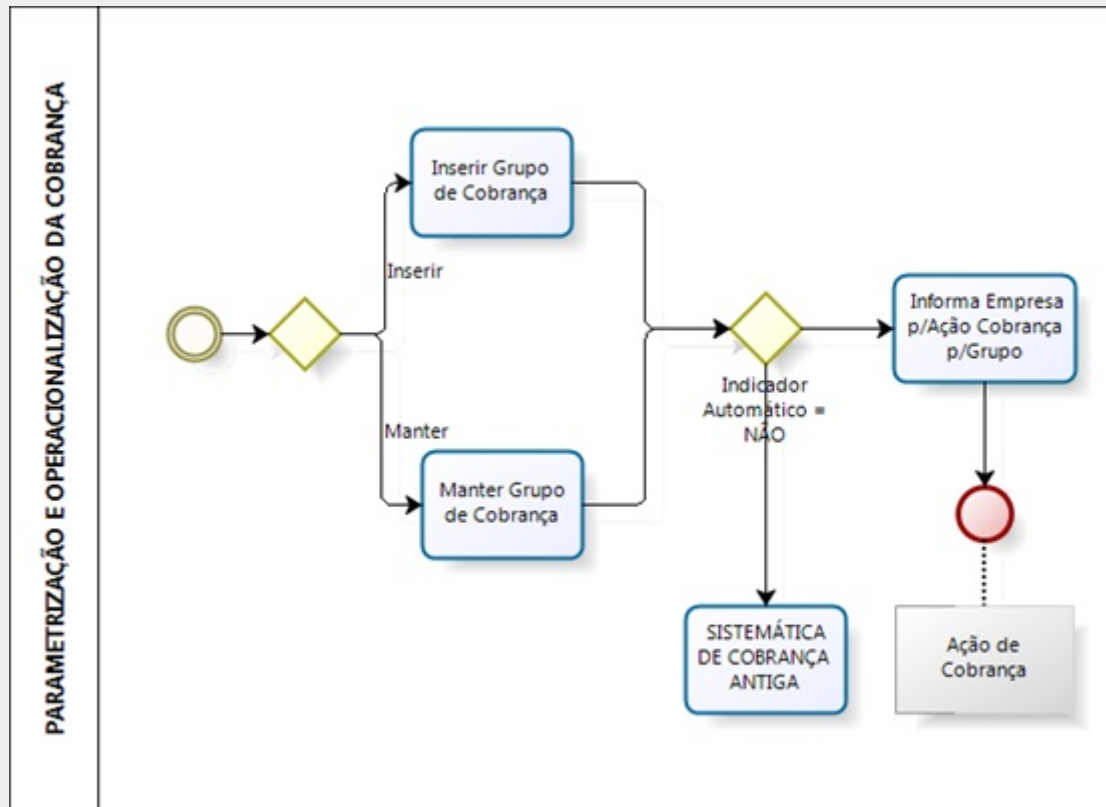 PARAMETRIZAÇÃO E OPERACIONALIZAÇÃO DA COBRANÇA
Inserir Grupo
de Cobrança
Inserir
Manter
Manter Grupo
de Cobrança
Indicador
Automático =
NÃO
Informa Empresa
p/Ação Cobrança
p/Grupo
SISTEMÁTICA
DE COBRANÇA
ANTIGA
Ação de
Cobrança